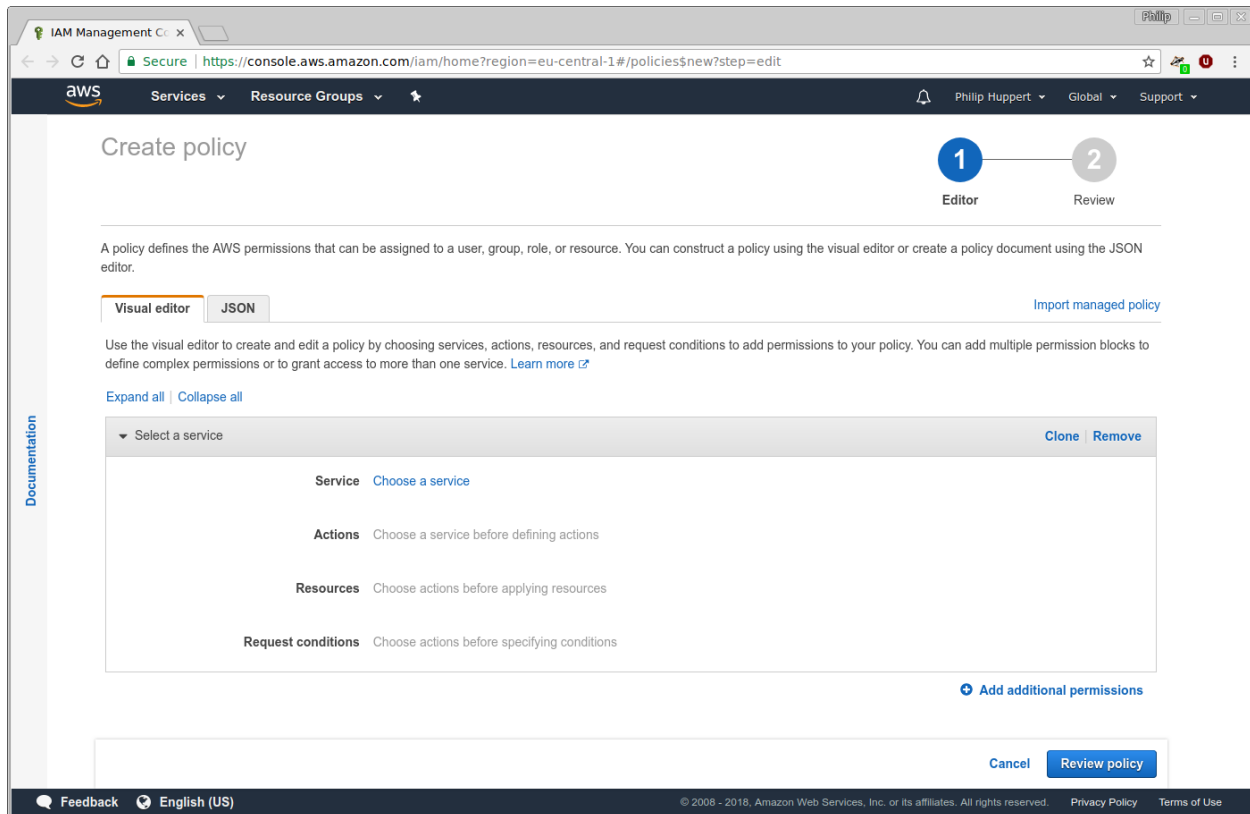 Philip
IAM Management Co
Secure | https://console.aws.amazon.com/iam/home?region=eu-central-1#/policies$new?step=edit
0
aws Services Resource Groups Philip Huppert Global Support
Create policy
1 2
Editor Review
A policy defines the AWS permissions that can be assigned to a user, group, role, or resource. You can construct a policy using the visual editor or create a policy document using the JSON
editor.
Visual editor JSON Import managed policy
Use the visual editor to create and edit a policy by choosing services, actions, resources, and request conditions to add permissions to your policy. You can add multiple permission blocks to
define complex permissions or to grant access to more than one service. Learn more
Expand all | Collapse all
Documentation
Select a service Clone | Remove
Service Choose a service
Actions Choose a service before defining actions
Resources Choose actions before applying resources
Request conditions Choose actions before specifying conditions
Add additional permissions
Cancel Review policy
Feedback English (US) © 2008 - 2018, Amazon Web Services, Inc. or its affiliates. All rights reserved. Privacy Policy Terms of Use